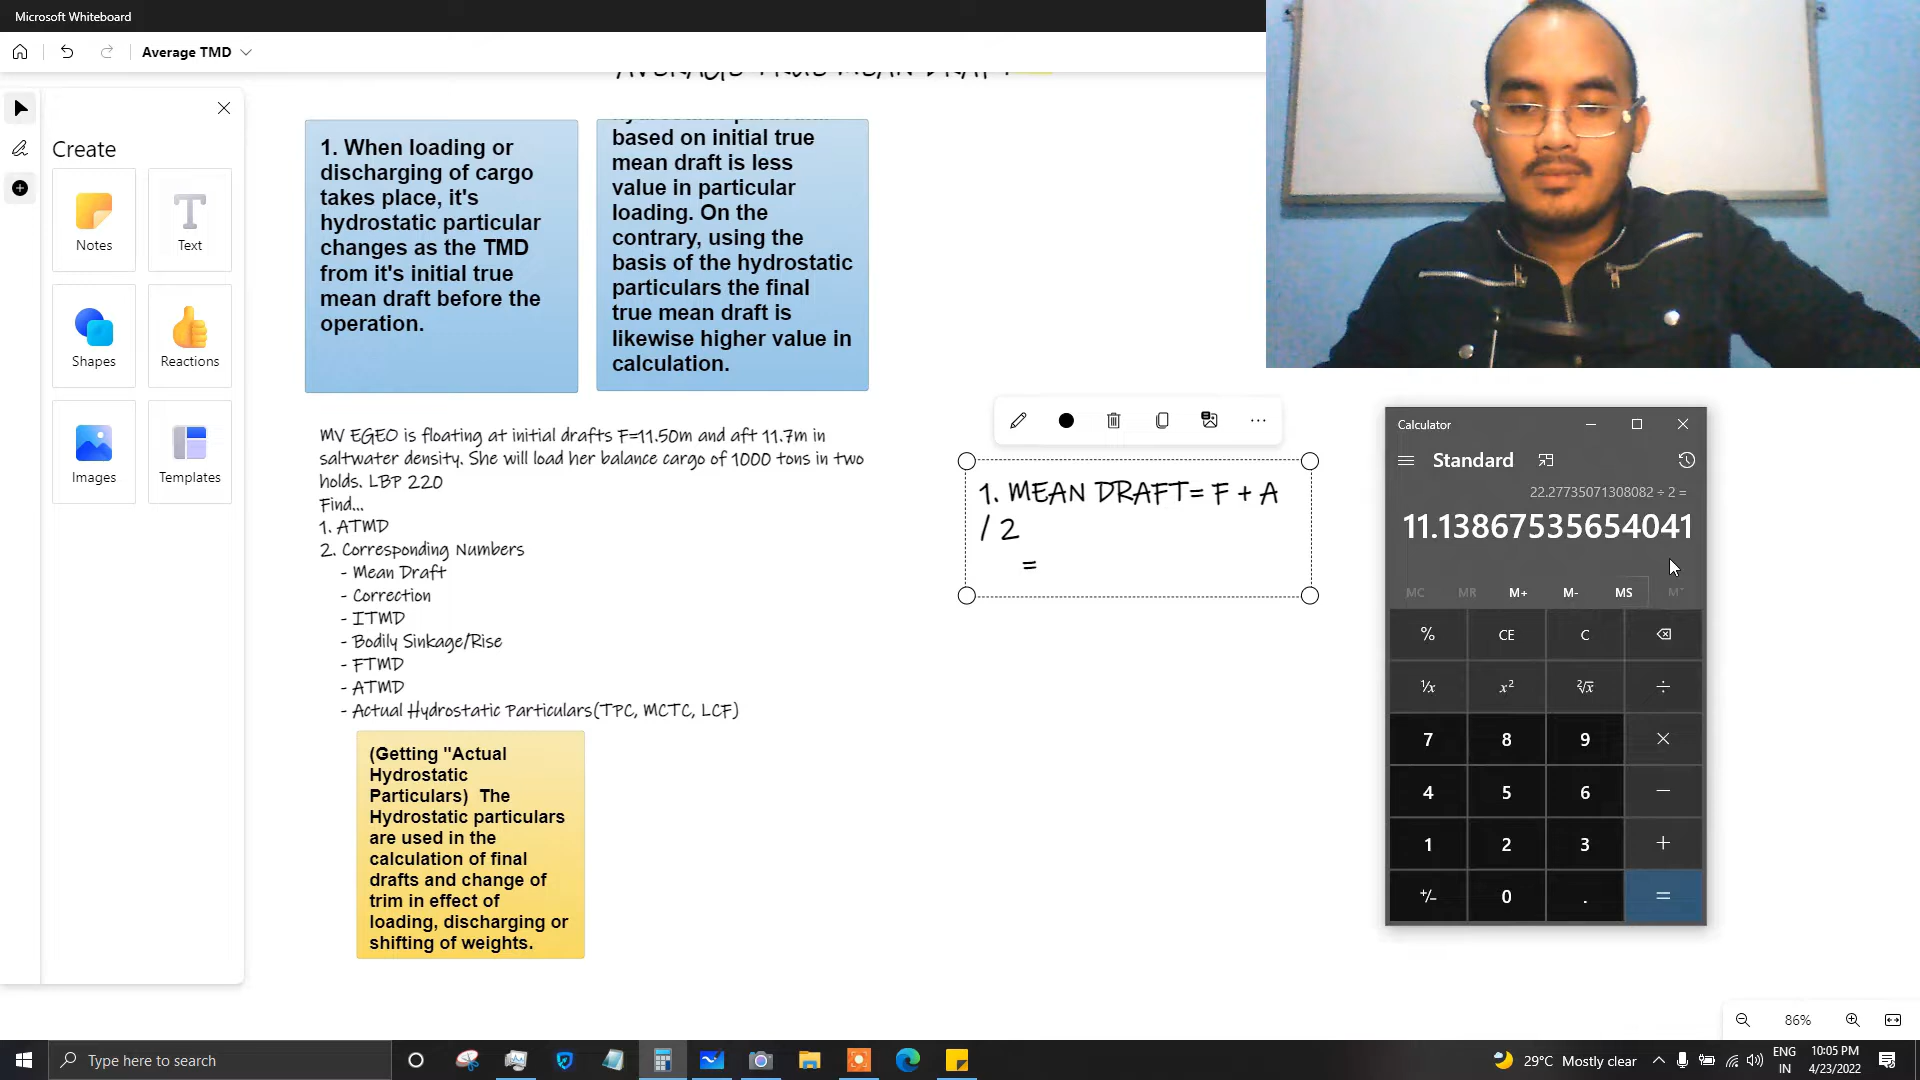 Microsoft Whiteboard
Average TMD
AVERAGE TRUE MEAN DRAFT
Create
Notes
Text
Shapes
Reactions
Images
Templates
1. When loading or
discharging of cargo
takes place, it's
hydrostatic particular
changes as the TMD
from it's initial true
mean draft before the
operation.
based on initial true
mean draft is less
value in particular
loading. On the
contrary, using the
basis of the hydrostatic
particulars the final
true mean draft is
likewise higher value in
calculation.
MV EGEO is floating at initial drafts F=11.50m and aft 11.7m in
saltwater density. She will load her balance cargo of 1000 tons in two
holds. LBP 220
Find...
1. ATMD
2. Corresponding Numbers
- Mean Draft
- Correction
- ITMD
- Bodily Sinkage/Rise
- FTMD
- ATMD
- Actual Hydrostatic Particulars(TPC, MCTC, LCF)
(Getting "Actual
Hydrostatic
Particulars) The
Hydrostatic particulars
are used in the
calculation of final
drafts and change of
trim in effect of
loading, discharging or
shifting of weights.
1. MEAN DRAFT= F + A
/ 2
=
Calculator
Standard
22.27735071308082 ÷ 2 =
11.13867535654041
MC MR M+ M- MS M
% CE C
¹/x x² ²√x ÷
7 8 9 ×
4 5 6 −
1 2 3 +
+/− 0 . =
86%
Type here to search
29°C Mostly clear
ENG
IN
10:05 PM
4/23/2022